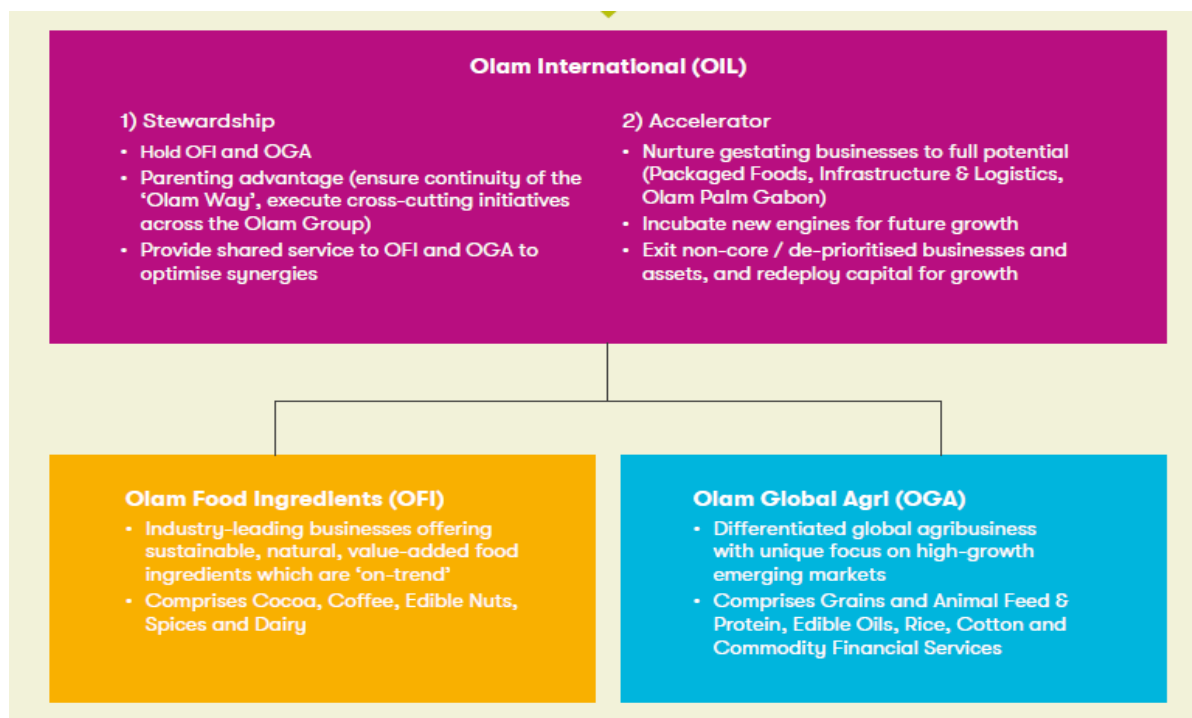 Olam International (OIL)
1) Stewardship
• Hold OFI and OGA
• Parenting advantage (ensure continuity of the
‘Olam Way’, execute cross-cutting initiatives
across the Olam Group)
• Provide shared service to OFI and OGA to
optimise synergies
2) Accelerator
• Nurture gestating businesses to full potential
(Packaged Foods, Infrastructure & Logistics,
Olam Palm Gabon)
• Incubate new engines for future growth
• Exit non-core / de-prioritised businesses and
assets, and redeploy capital for growth
Olam Food Ingredients (OFI)
• Industry-leading businesses offering
sustainable, natural, value-added food
ingredients which are ‘on-trend’
• Comprises Cocoa, Coffee, Edible Nuts,
Spices and Dairy
Olam Global Agri (OGA)
• Differentiated global agribusiness
with unique focus on high-growth
emerging markets
• Comprises Grains and Animal Feed &
Protein, Edible Oils, Rice, Cotton and
Commodity Financial Services